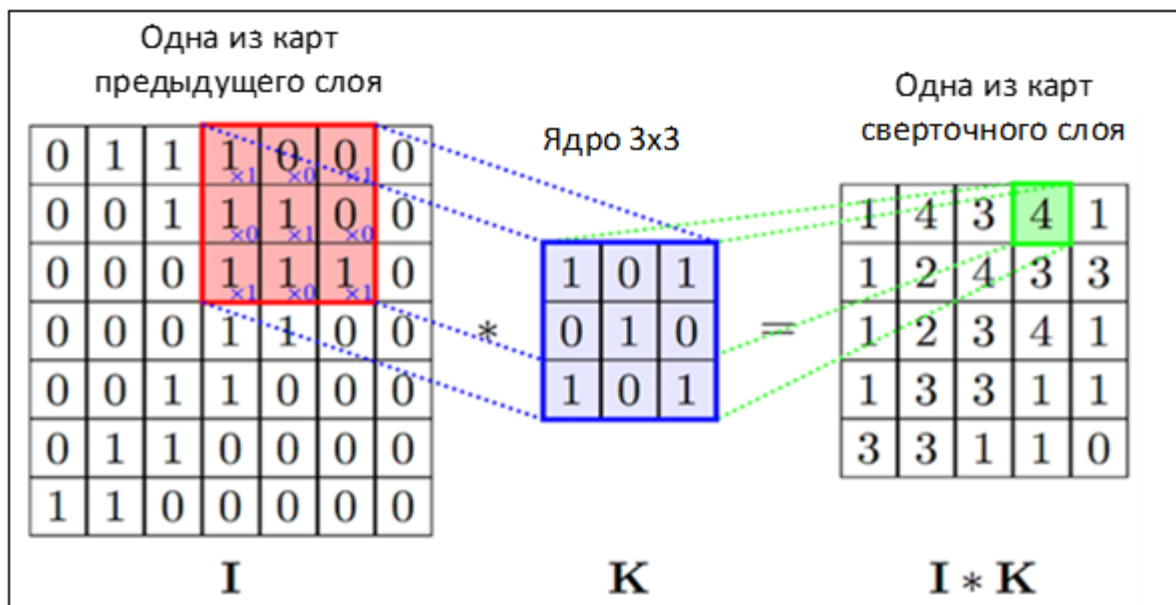 Одна из карт
предыдущего слоя
Ядро 3х3
Одна из карт
сверточного слоя
0 1 1 1×1 0×0 0×1 0
0 0 1 1×0 1×1 0×0 0
0 0 0 1×1 1×0 1×1 0
0 0 0 1 1 0 0
0 0 1 1 0 0 0
0 1 1 0 0 0 0
1 1 0 0 0 0 0
I
*
1 0 1
0 1 0
1 0 1
K
=
1 4 3 4 1
1 2 4 3 3
1 2 3 4 1
1 3 3 1 1
3 3 1 1 0
I * K